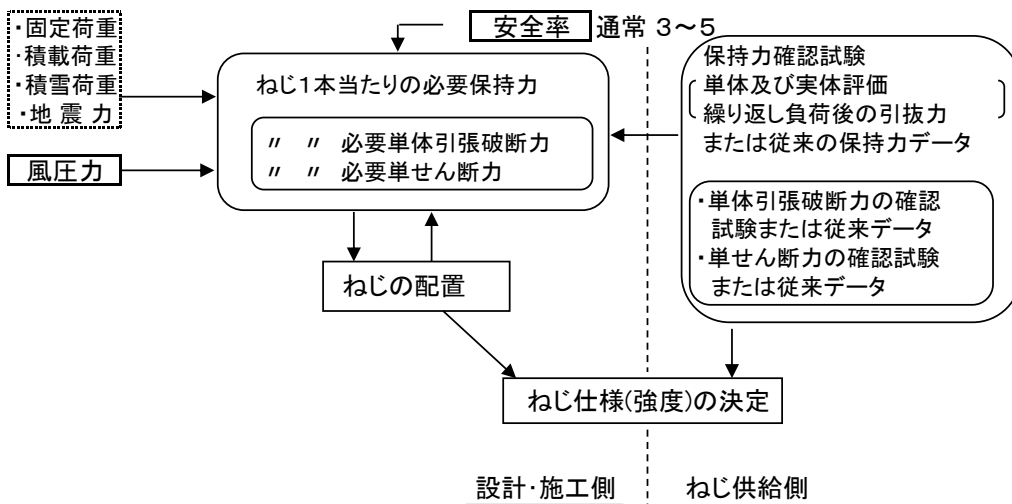 ・固定荷重
・積載荷重
・積雪荷重
・地 震 力
風圧力
安全率 通常 3～5
ねじ1本当たりの必要保持力
〃 〃 必要単体引張破断力
〃 〃 必要単せん断力
ねじの配置
保持力確認試験
単体及び実体評価
繰り返し負荷後の引抜力
または従来の保持力データ
・単体引張破断力の確認
試験または従来データ
・単せん断力の確認試験
または従来データ
ねじ仕様(強度)の決定
設計・施工側
ねじ供給側